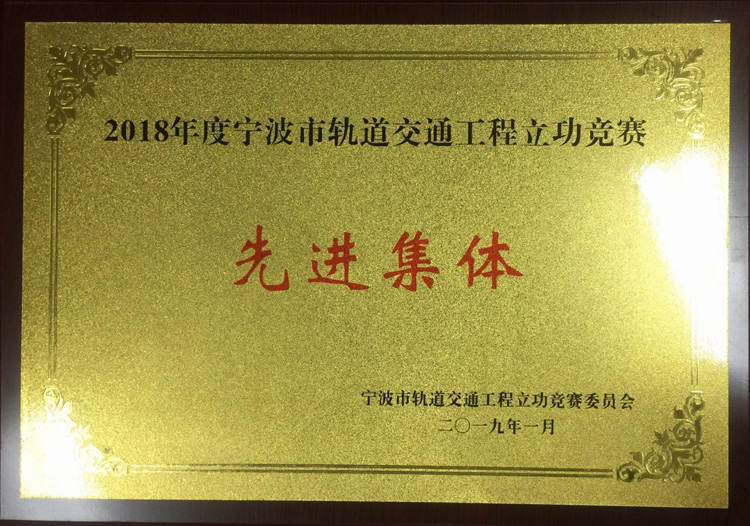 2018年度宁波市轨道交通工程立功竞赛
先进集体
宁波市轨道交通工程立功竞赛委员会
二〇一九年一月